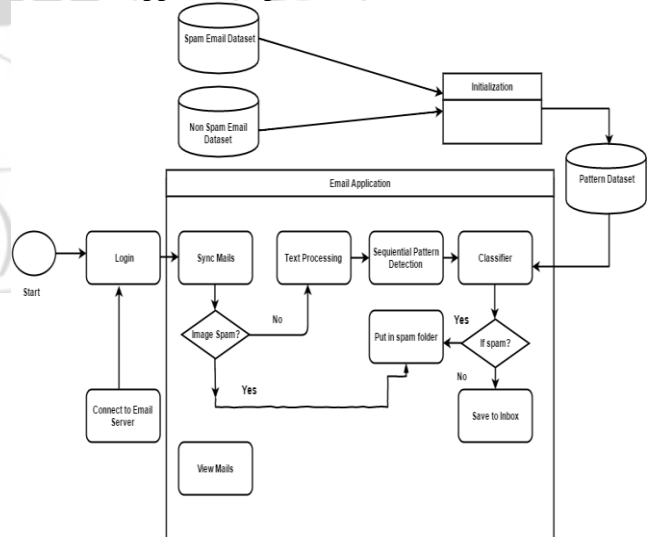 Spam Email Dataset
Initialization
Non Spam Email
Dataset
Pattern Dataset
Email Application
Login
Sync Mails
Text Processing
Sequiential Pattern
Detection
Classifier
Start
No
Image Spam?
Put in spam folder
Yes
If spam?
Yes
No
Connect to Email
Server
Save to Inbox
View Mails